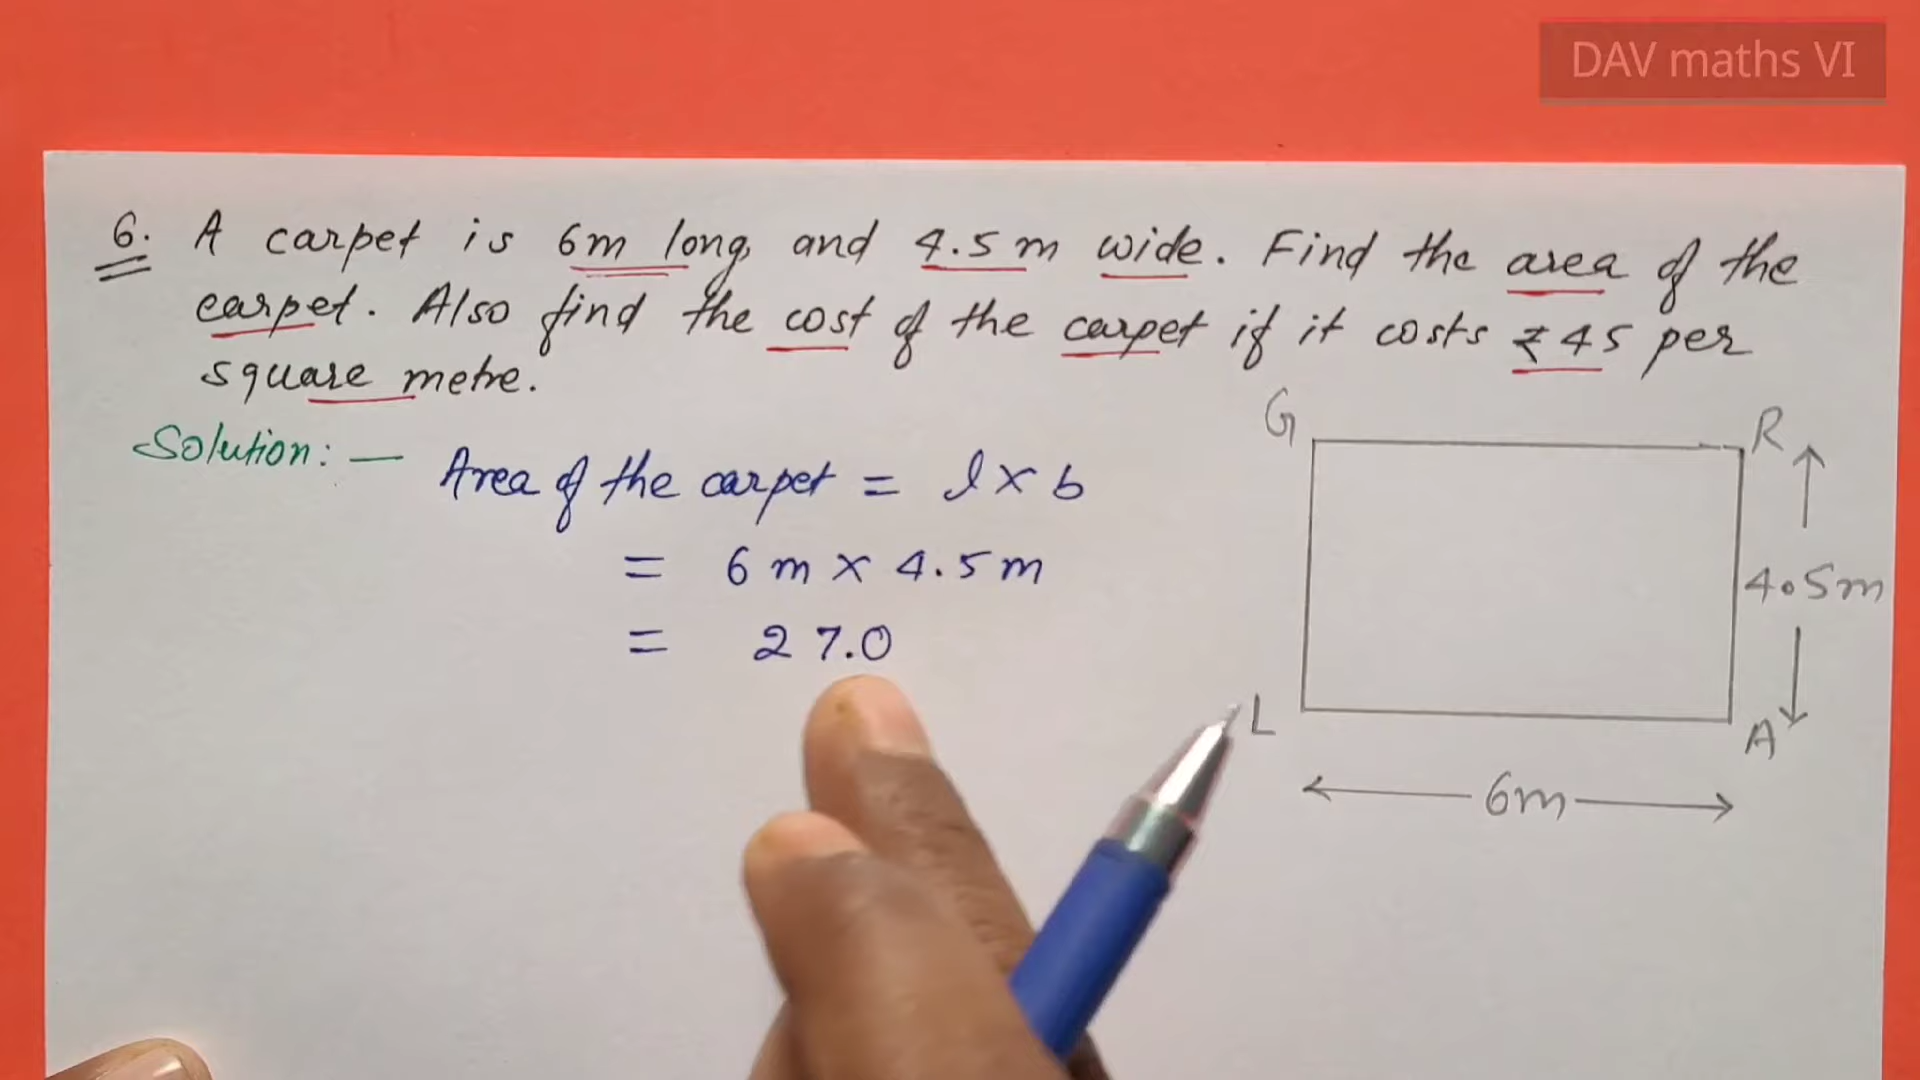 DAV maths VI
6. A carpet is 6m long and 4.5m wide. Find the area of the
carpet. Also find the cost of the carpet if it costs ₹45 per
square metre.
Solution:—
Area of the carpet = l × b
= 6 m × 4.5 m
= 27.0
G
R
4.5m
L
A
6m